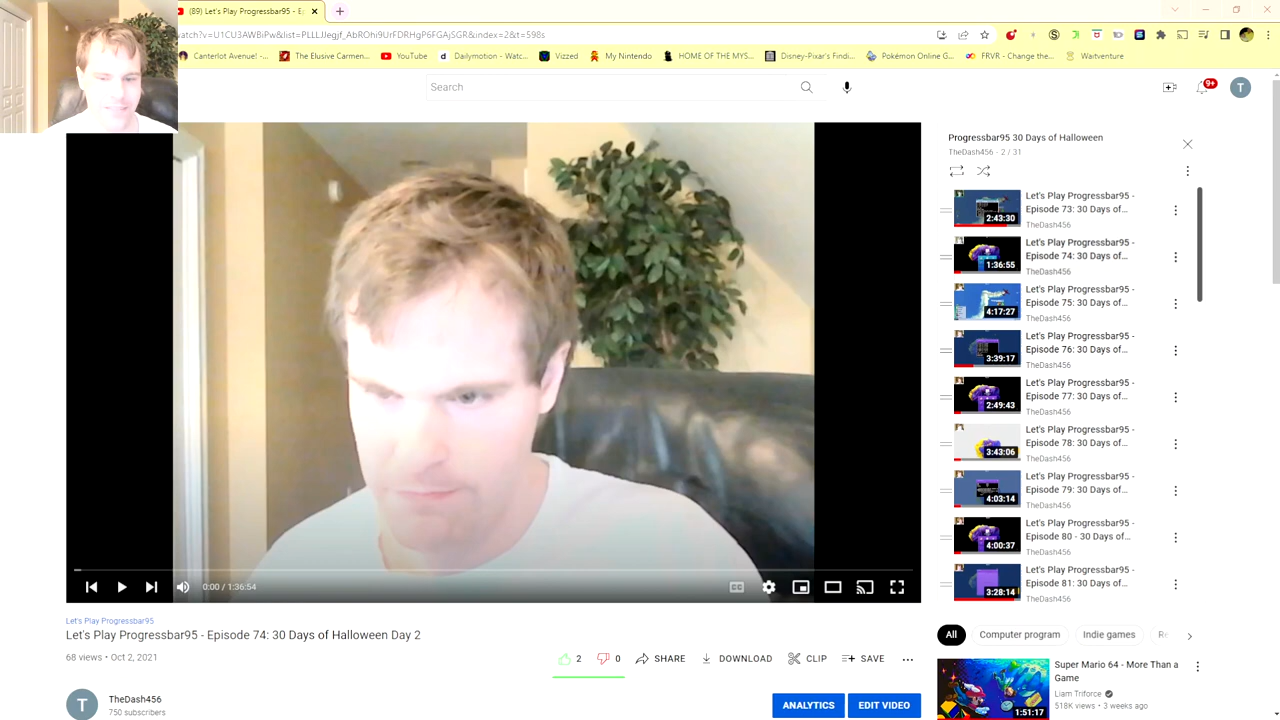 (89) Let's Play Progressbar95 - E
watch?v=U1CU3AWBiPw&list=PLLLJJegjf_AbROhi9UrFDRHgP6FGAjSGR&index=2&t=598s
Canterlot Avenue! -...
The Elusive Carmen...
YouTube
Dailymotion - Watc...
Vizzed
My Nintendo
HOME OF THE MYS...
Disney-Pixar's Findi...
Pokémon Online G...
FRVR - Change the...
Waitventure
Search
9+
T
Progressbar95 30 Days of Halloween
TheDash456 - 2 / 31
Let's Play Progressbar95 -
Episode 73: 30 Days of...
TheDash456
2:43:30
Let's Play Progressbar95 -
Episode 74: 30 Days of...
TheDash456
1:36:55
Let's Play Progressbar95 -
Episode 75: 30 Days of...
TheDash456
4:17:27
Let's Play Progressbar95 -
Episode 76: 30 Days of...
TheDash456
3:39:17
Let's Play Progressbar95 -
Episode 77: 30 Days of...
TheDash456
2:49:43
Let's Play Progressbar95 -
Episode 78: 30 Days of...
TheDash456
3:43:06
Let's Play Progressbar95 -
Episode 79: 30 Days of...
TheDash456
4:03:14
Let's Play Progressbar95 -
Episode 80 - 30 Days of...
TheDash456
4:00:37
Let's Play Progressbar95 -
Episode 81: 30 Days of...
TheDash456
3:28:14
0:00 / 1:36:54
CC
Let's Play Progressbar95
Let's Play Progressbar95 - Episode 74: 30 Days of Halloween Day 2
68 views • Oct 2, 2021
2
0
SHARE
DOWNLOAD
CLIP
SAVE
T
TheDash456
750 subscribers
ANALYTICS
EDIT VIDEO
All
Computer program
Indie games
Re
Super Mario 64 - More Than a
Game
Liam Triforce
518K views • 3 weeks ago
1:51:17